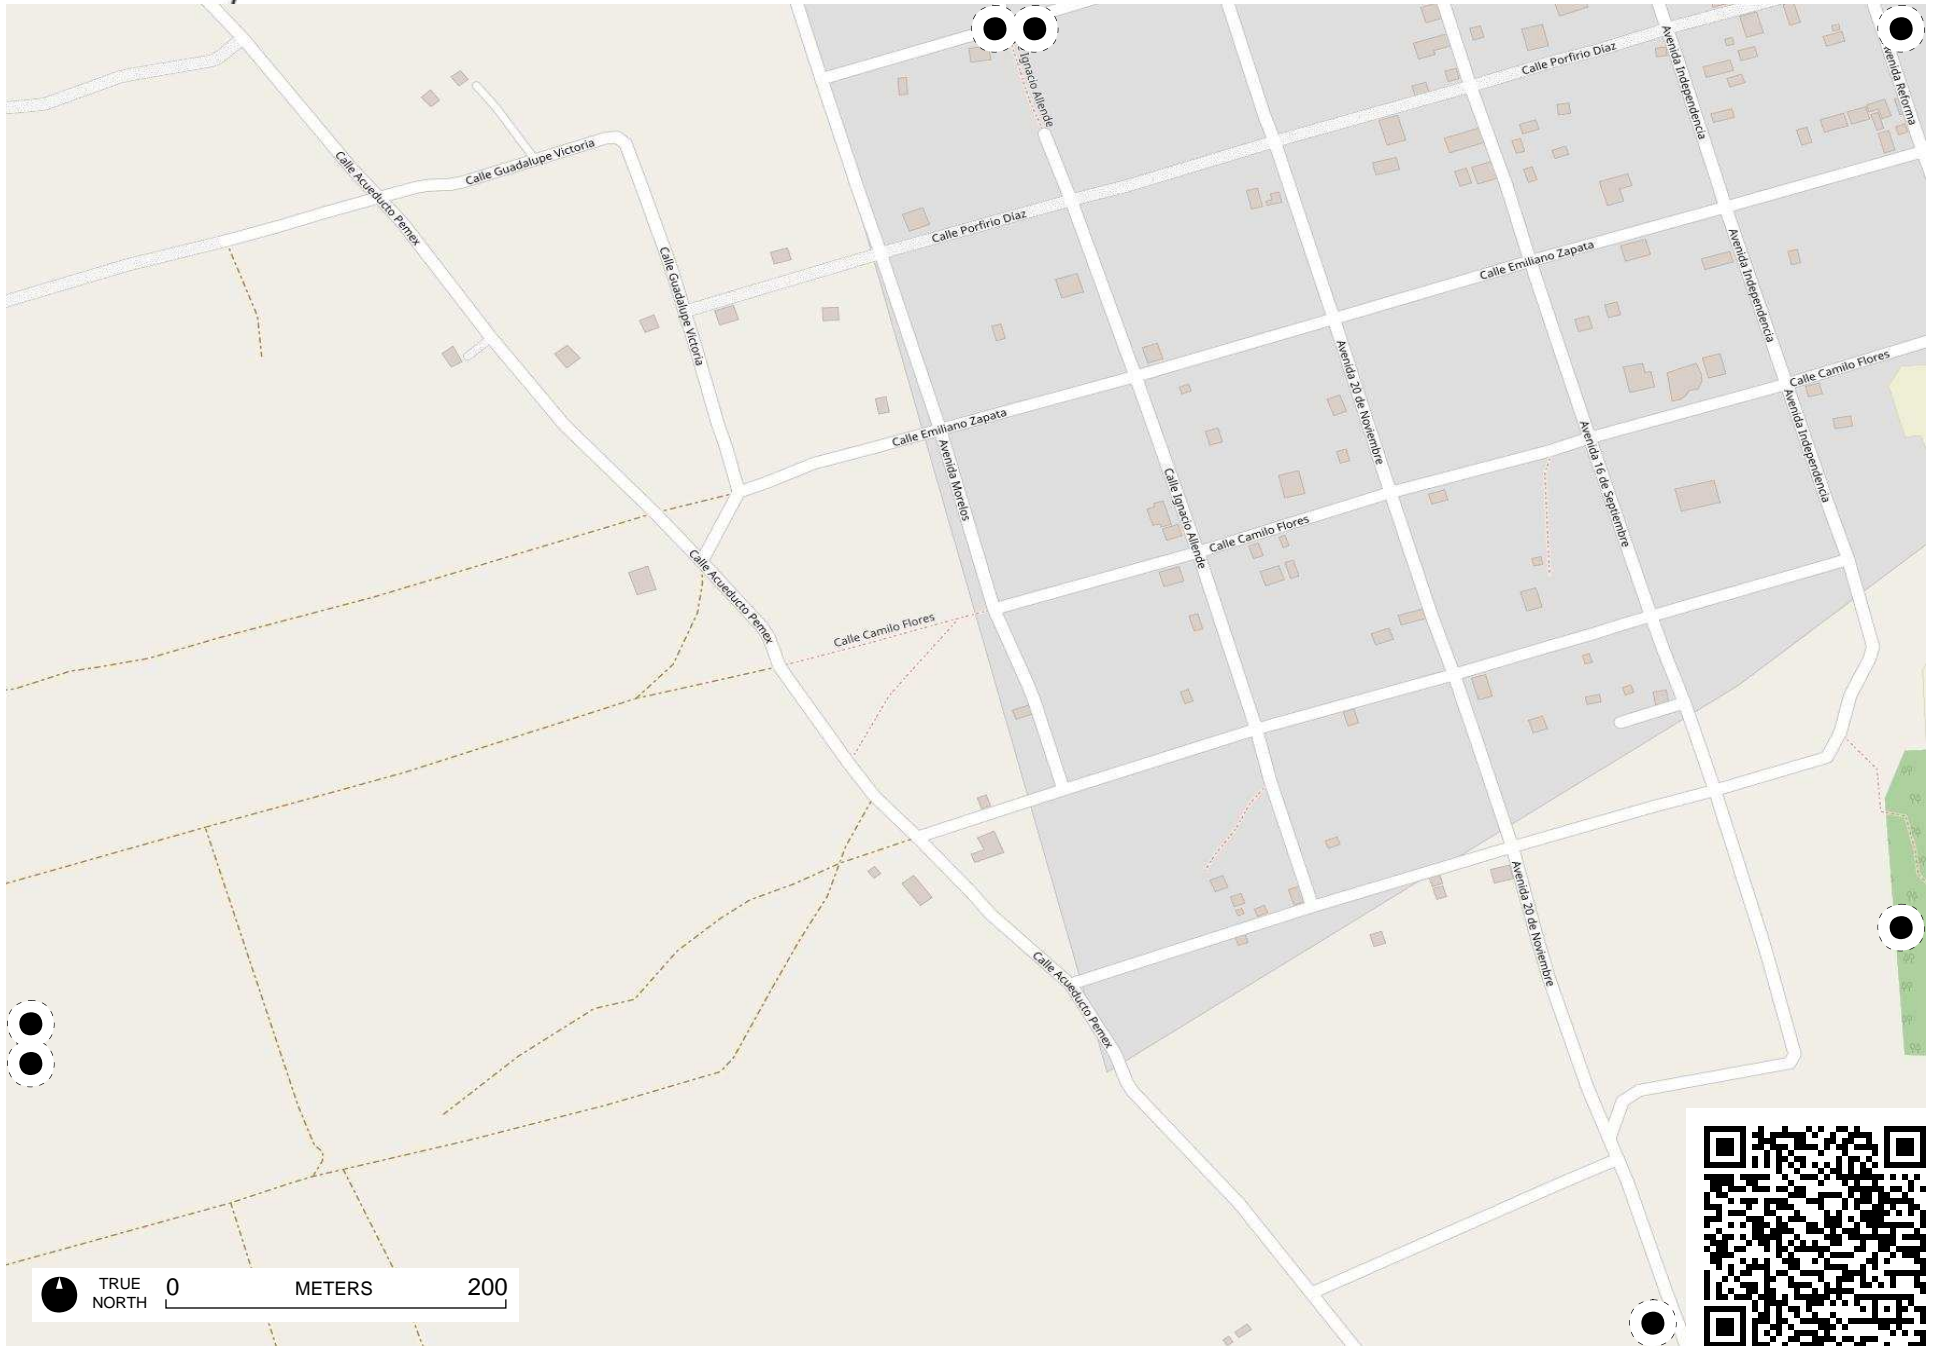 Ignacio Allende
Calle Porfirio Díaz
Avenida Independencia
Avenida Reforma
Calle Acueducto Pemex
Calle Guadalupe Victoria
Calle Porfirio Díaz
Calle Guadalupe Victoria
Calle Emiliano Zapata
Avenida Independencia
Avenida 20 de Noviembre
Calle Camilo Flores
Calle Emiliano Zapata
Avenida Independencia
Avenida Morelos
Avenida 16 de Septiembre
Calle Ignacio Allende
Calle Camilo Flores
Calle Acueducto Pemex
Calle Camilo Flores
Avenida 20 de Noviembre
Calle Acueducto Pemex
TRUE
NORTH
0 METERS 200